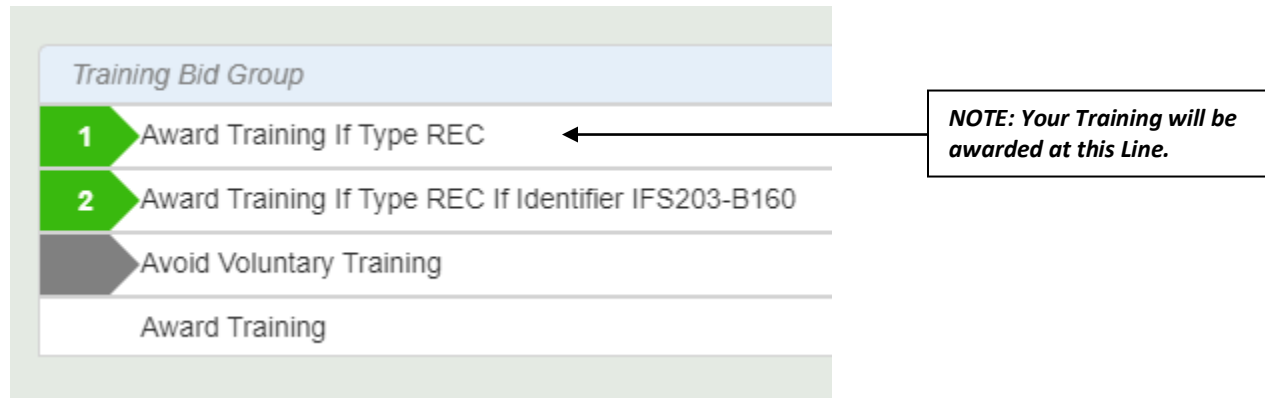 Training Bid Group
1 Award Training If Type REC
NOTE: Your Training will be
awarded at this Line.
2 Award Training If Type REC If Identifier IFS203-B160
Avoid Voluntary Training
Award Training